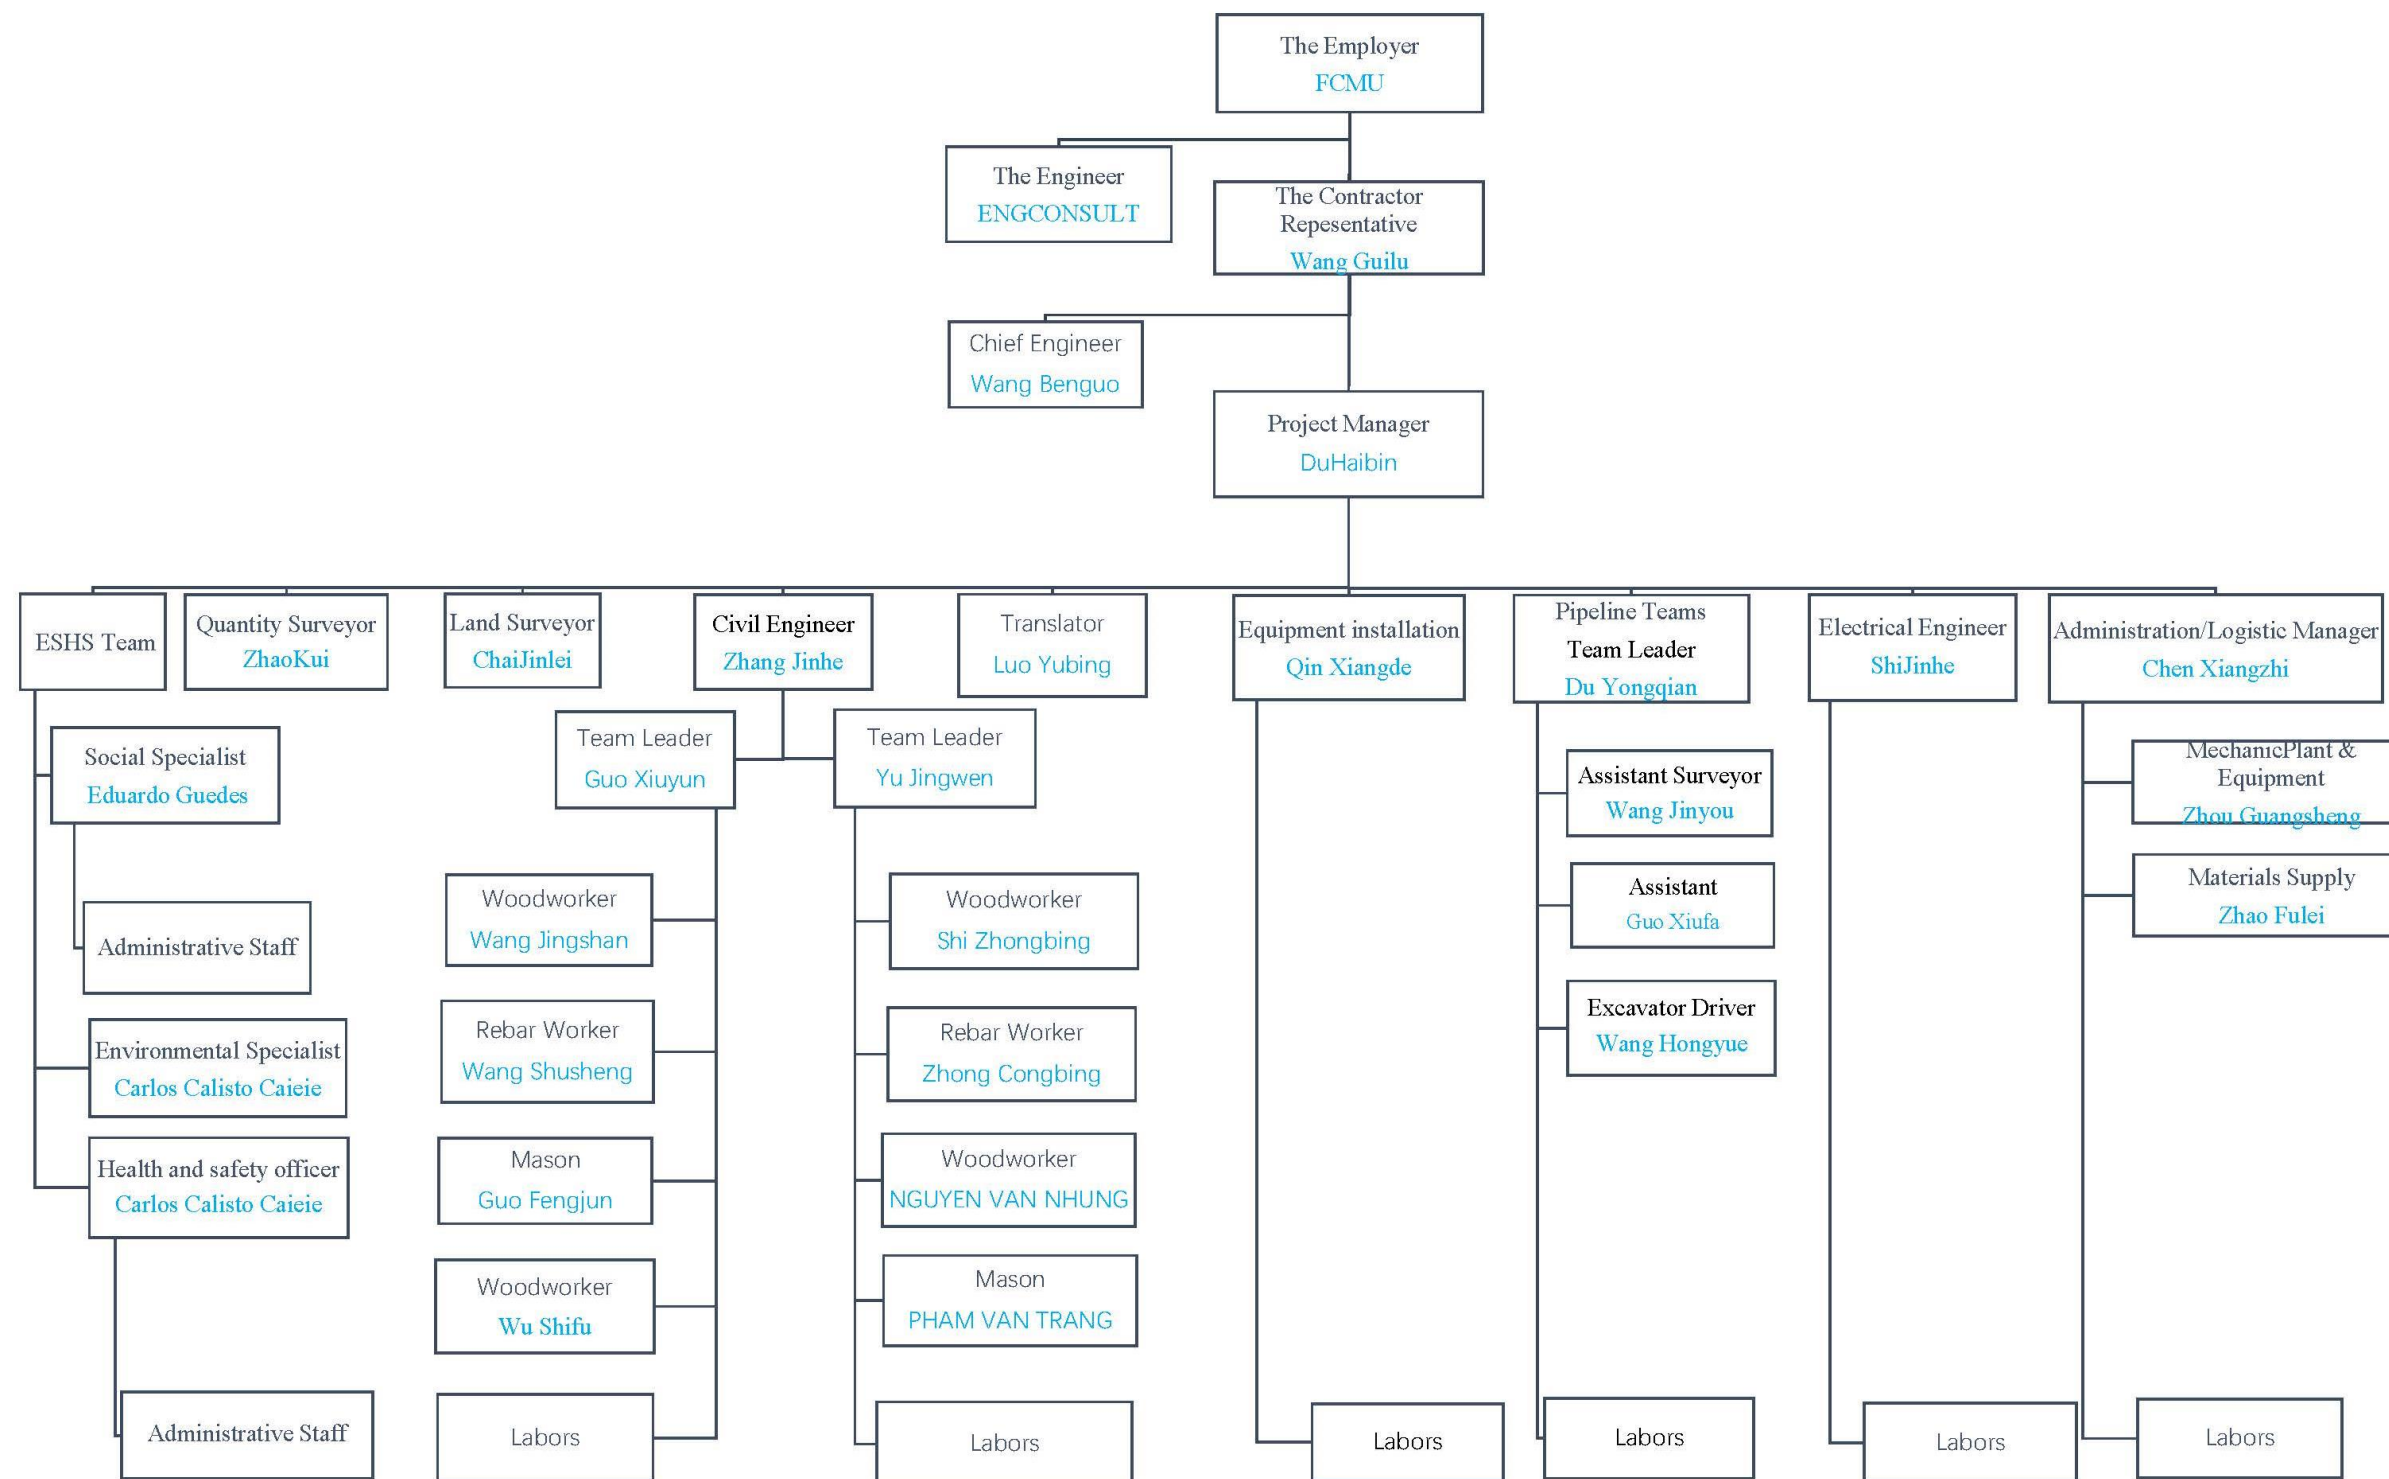 The Employer
FCMU
The Engineer
ENGCONSULT
The Contractor
Repesentative
Wang Guilu
Chief Engineer
Wang Benguo
Project Manager
DuHaibin
ESHS Team
Quantity Surveyor
ZhaoKui
Land Surveyor
ChaiJinlei
Civil Engineer
Zhang Jinhe
Translator
Luo Yubing
Equipment installation
Qin Xiangde
Pipeline Teams
Team Leader
Du Yongqian
Electrical Engineer
ShiJinhe
Administration/Logistic Manager
Chen Xiangzhi
Social Specialist
Eduardo Guedes
Administrative Staff
Environmental Specialist
Carlos Calisto Caieie
Health and safety officer
Carlos Calisto Caieie
Administrative Staff
Team Leader
Guo Xiuyun
Woodworker
Wang Jingshan
Rebar Worker
Wang Shusheng
Mason
Guo Fengjun
Woodworker
Wu Shifu
Labors
Team Leader
Yu Jingwen
Woodworker
Shi Zhongbing
Rebar Worker
Zhong Congbing
Woodworker
NGUYEN VAN NHUNG
Mason
PHAM VAN TRANG
Labors
Labors
Assistant Surveyor
Wang Jinyou
Assistant
Guo Xiufa
Excavator Driver
Wang Hongyue
Labors
Labors
MechanicPlant &
Equipment
Zhou Guangsheng
Materials Supply
Zhao Fulei
Labors